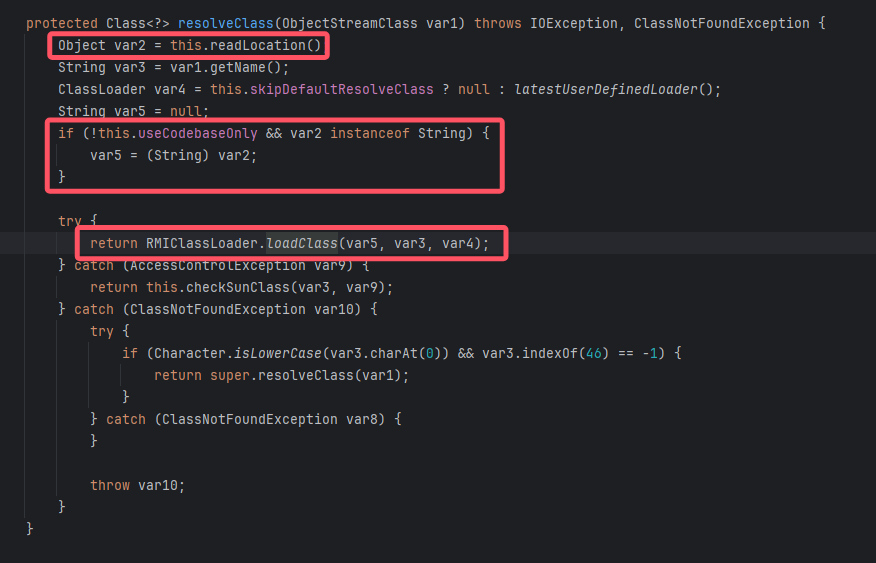 protected Class<?> resolveClass(ObjectStreamClass var1) throws IOException, ClassNotFoundException {
Object var2 = this.readLocation()
String var3 = var1.getName();
ClassLoader var4 = this.skipDefaultResolveClass ? null : latestUserDefinedLoader();
String var5 = null;
if (!this.useCodebaseOnly && var2 instanceof String) {
var5 = (String) var2;
}
try {
return RMIClassLoader.loadClass(var5, var3, var4);
} catch (AccessControlException var9) {
return this.checkSunClass(var3, var9);
} catch (ClassNotFoundException var10) {
try {
if (Character.isLowerCase(var3.charAt(0)) && var3.indexOf(46) == -1) {
return super.resolveClass(var1);
}
} catch (ClassNotFoundException var8) {
}
throw var10;
}
}